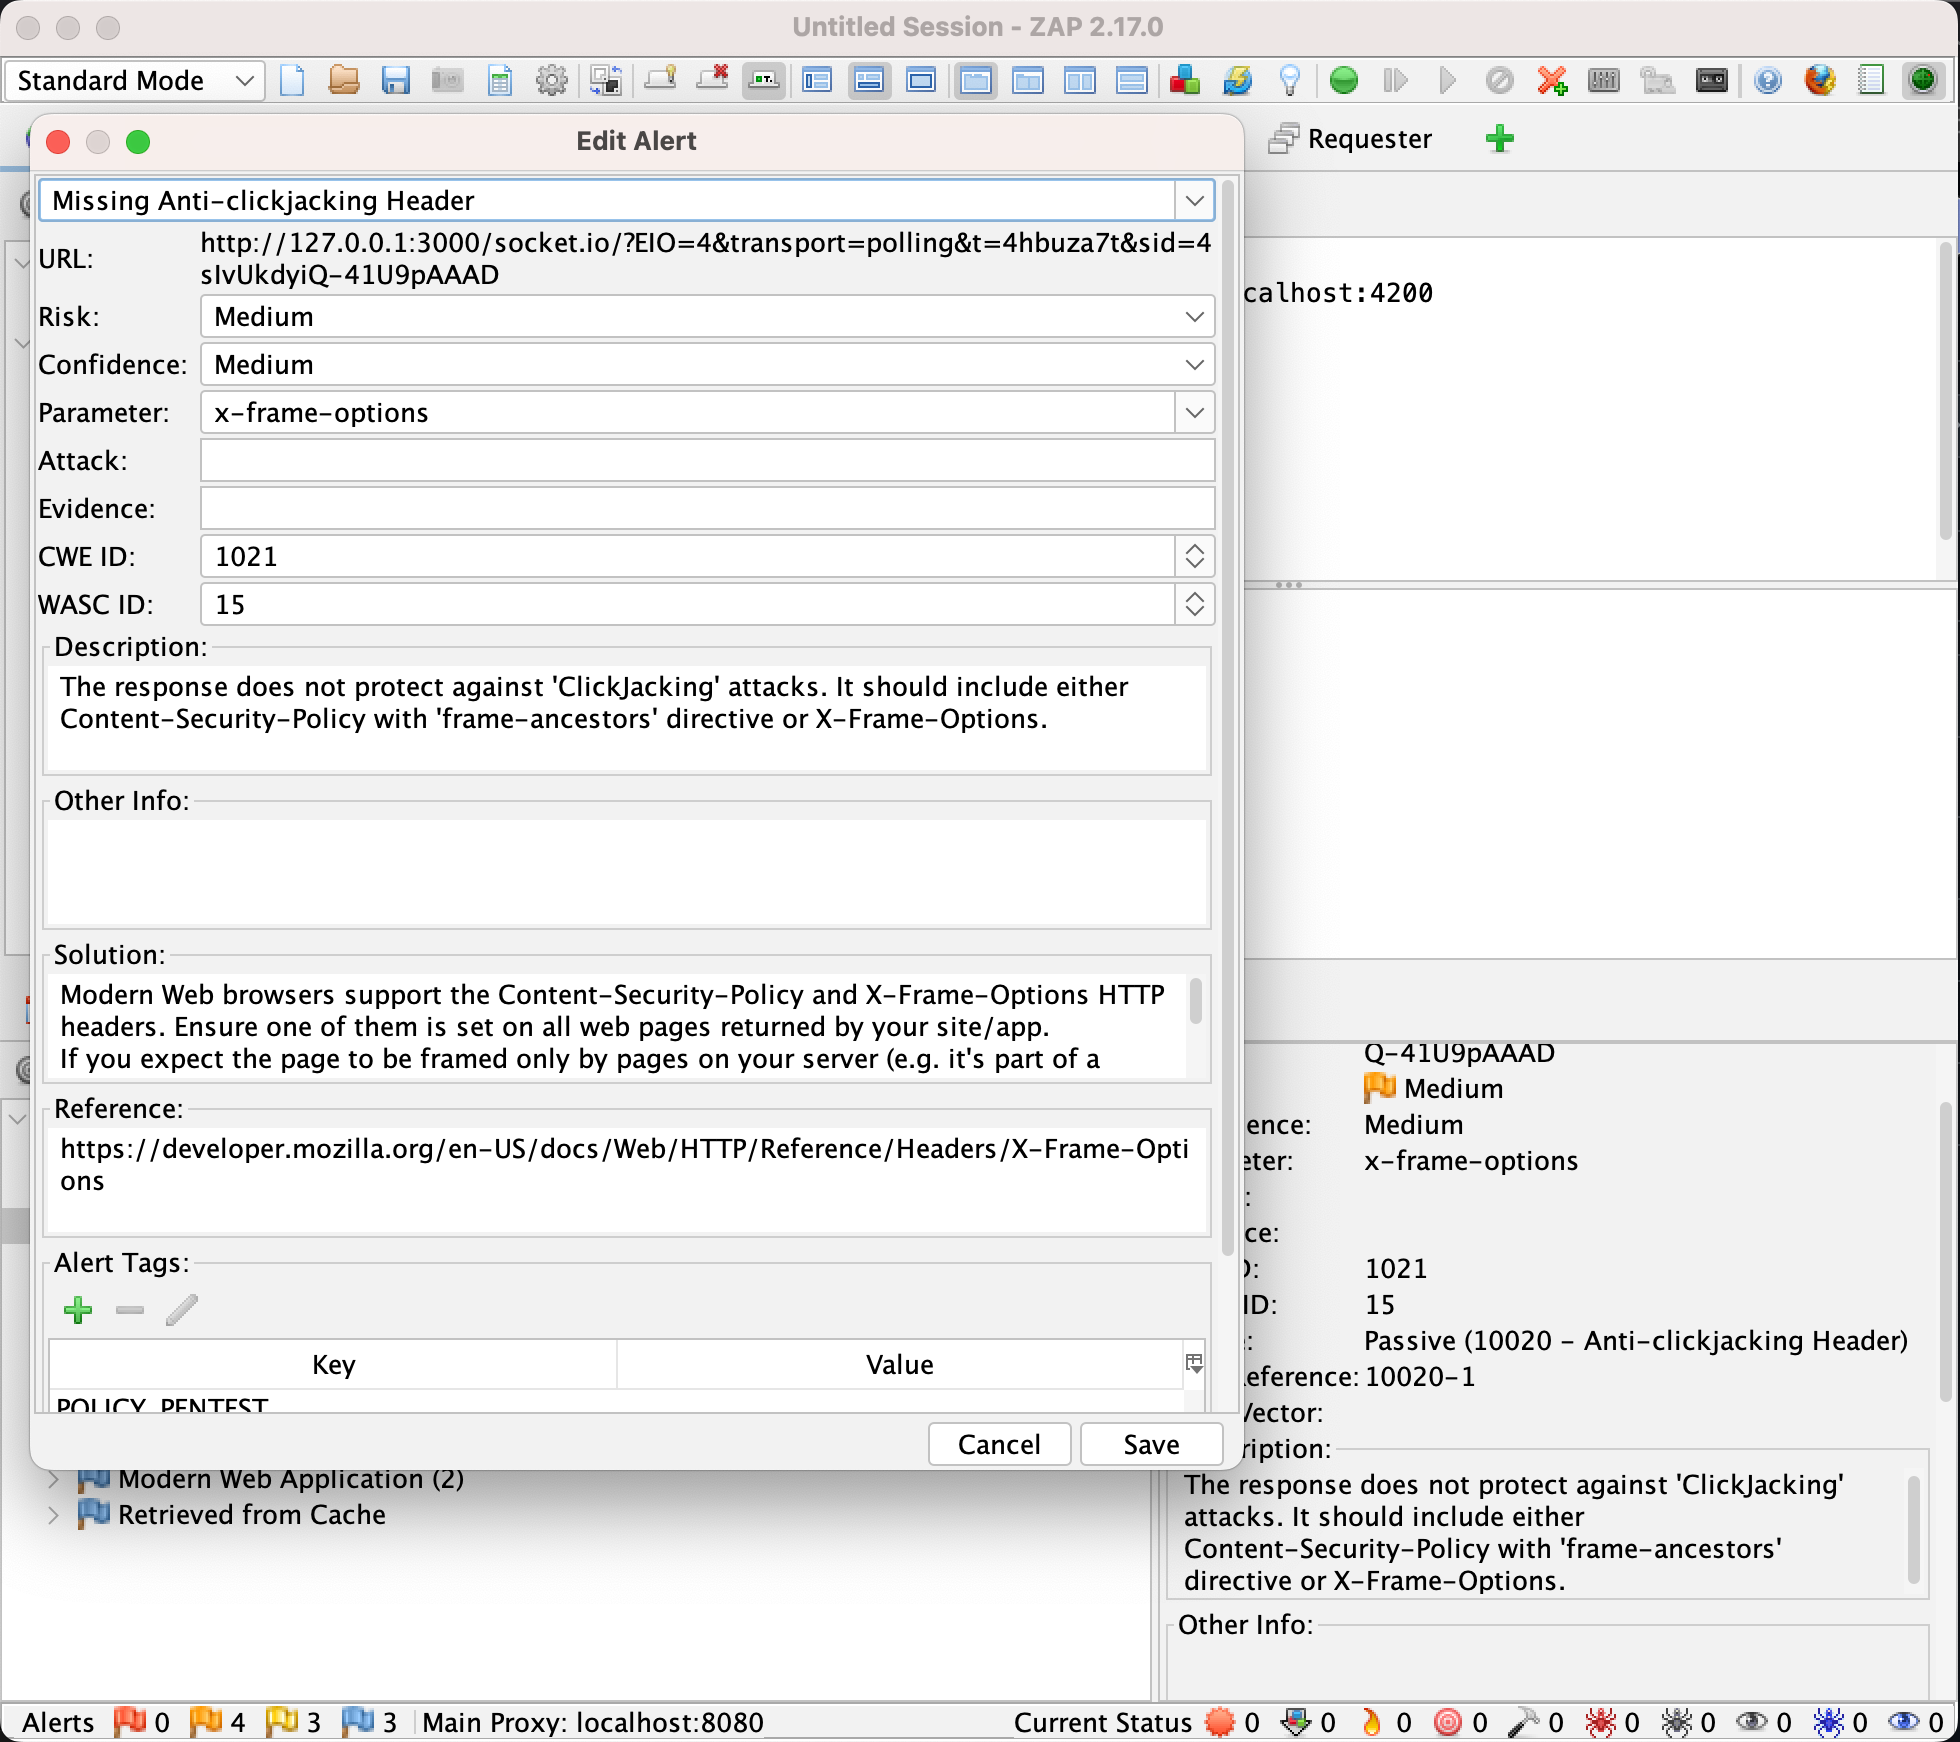 Untitled Session - ZAP 2.17.0
Standard Mode
Edit Alert
Requester
Missing Anti-clickjacking Header
URL:
http://127.0.0.1:3000/socket.io/?EIO=4&transport=polling&t=4hbuza7t&sid=4
sIvUkdyiQ-41U9pAAAD
calhost:4200
Risk:
Medium
Confidence:
Medium
Parameter:
x-frame-options
Attack:
Evidence:
CWE ID:
1021
WASC ID:
15
Description:
The response does not protect against 'ClickJacking' attacks. It should include either
Content-Security-Policy with 'frame-ancestors' directive or X-Frame-Options.
Other Info:
Solution:
Modern Web browsers support the Content-Security-Policy and X-Frame-Options HTTP
headers. Ensure one of them is set on all web pages returned by your site/app.
If you expect the page to be framed only by pages on your server (e.g. it's part of a
Reference:
https://developer.mozilla.org/en-US/docs/Web/HTTP/Reference/Headers/X-Frame-Opti
ons
Alert Tags:
Key
Value
POLICY_PENTEST
Cancel
Save
Modern Web Application (2)
Retrieved from Cache
Q-41U9pAAAD
Medium
ence:
Medium
eter:
x-frame-options
:
ce:
D:
1021
ID:
15
:
Passive (10020 - Anti-clickjacking Header)
eference:
10020-1
Vector:
ription:
The response does not protect against 'ClickJacking'
attacks. It should include either
Content-Security-Policy with 'frame-ancestors'
directive or X-Frame-Options.
Other Info:
Alerts 0 4 3 3 Main Proxy: localhost:8080
Current Status 0 0 0 0 0 0 0 0 0 0